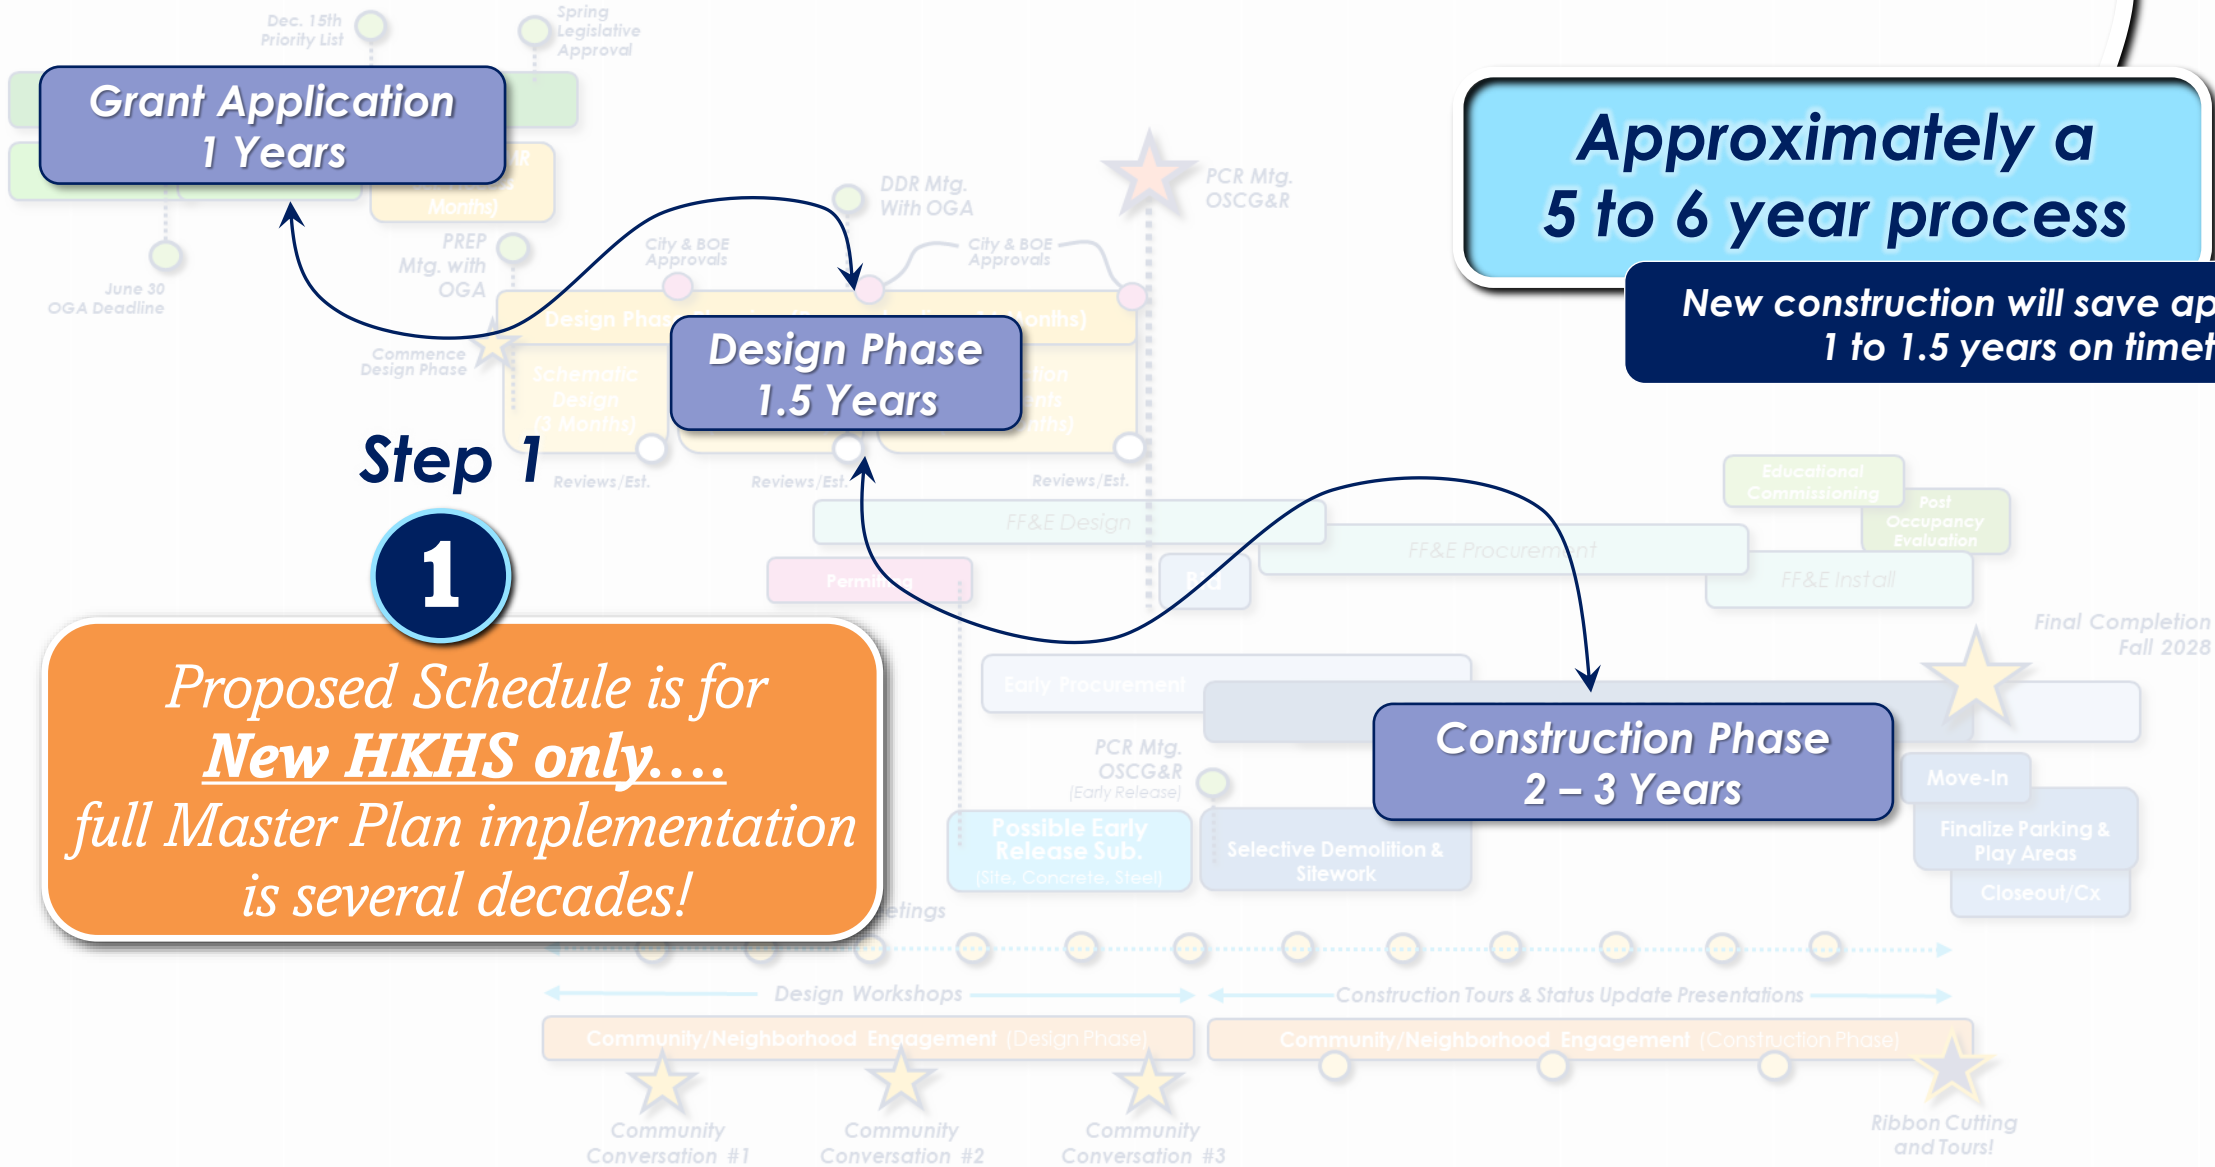 Dec. 15th
Priority List
Spring
Legislative
Approval
Grant Application
1 Years
Months)
June 30
OGA Deadline
PREP
Mtg. with
OGA
City & BOE
Approvals
DDR Mtg.
With OGA
City & BOE
Approvals
PCR Mtg.
OSCG&R
Approximately a
5 to 6 year process
New construction will save
1 to 1.5 years on
Commence
Design Phase
Design
Schematic
Design
(3 Months)
Design Phase
1.5 Years
Reviews/Est.
Reviews/Est.
Reviews/Est.
Step 1
1
Proposed Schedule is for
New HKHS only....
full Master Plan implementation
is several decades!
FF&E Design
FF&E Procurement
FF&E Install
Educational
Commissioning
Post
Occupancy
Evaluation
Permitting
Bid
Final Completion
Fall 2028
Early Procurement
Construction Phase
2 – 3 Years
PCR Mtg.
OSCG&R
(Early Release)
Possible Early
Release Sub.
(Site, Concrete, Steel)
Selective Demolition &
Sitework
Move-In
Finalize Parking &
Play Areas
Closeout/Cx
Design Workshops
Construction Tours & Status Update Presentations
Community/Neighborhood Engagement (Design Phase)
Community/Neighborhood Engagement (Construction Phase)
Community
Conversation #1
Community
Conversation #2
Community
Conversation #3
Ribbon Cutting
and Tours!